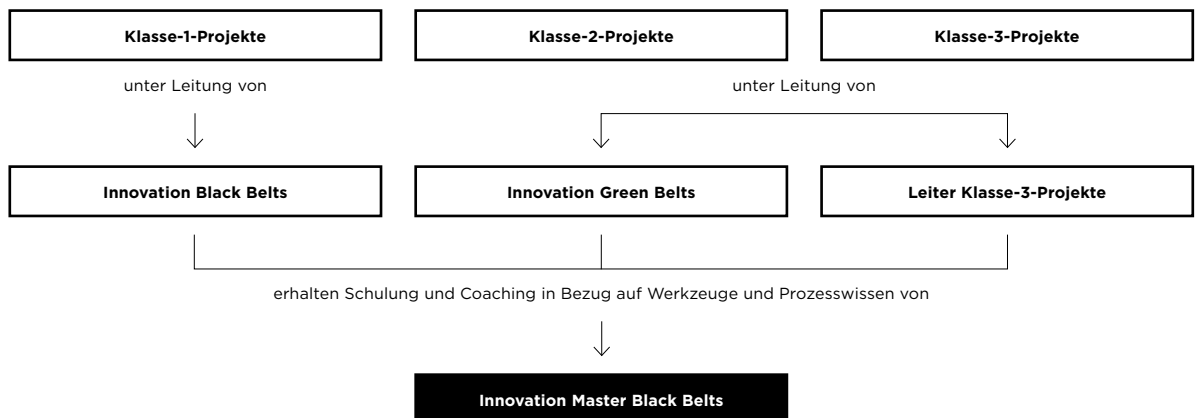 Klasse-1-Projekte
Klasse-2-Projekte
Klasse-3-Projekte
unter Leitung von
unter Leitung von
Innovation Black Belts
Innovation Green Belts
Leiter Klasse-3-Projekte
erhalten Schulung und Coaching in Bezug auf Werkzeuge und Prozesswissen von
Innovation Master Black Belts